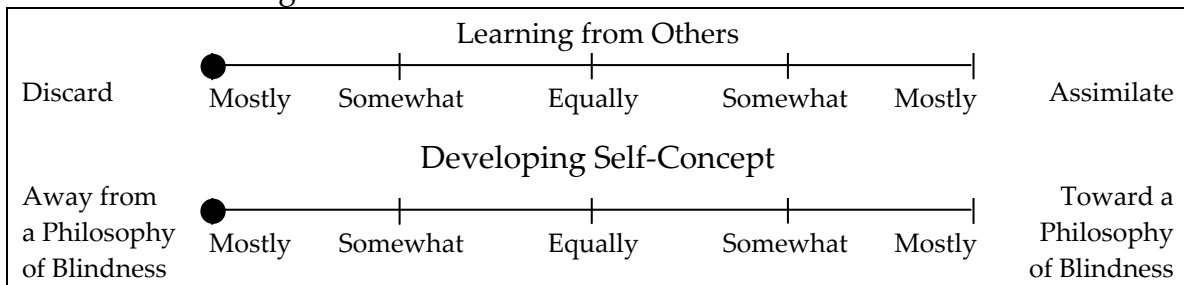 Learning from Others
Discard
Mostly Somewhat Equally Somewhat Mostly
Assimilate
Developing Self-Concept
Away from
a Philosophy
of Blindness
Mostly Somewhat Equally Somewhat Mostly
Toward a
Philosophy
of Blindness